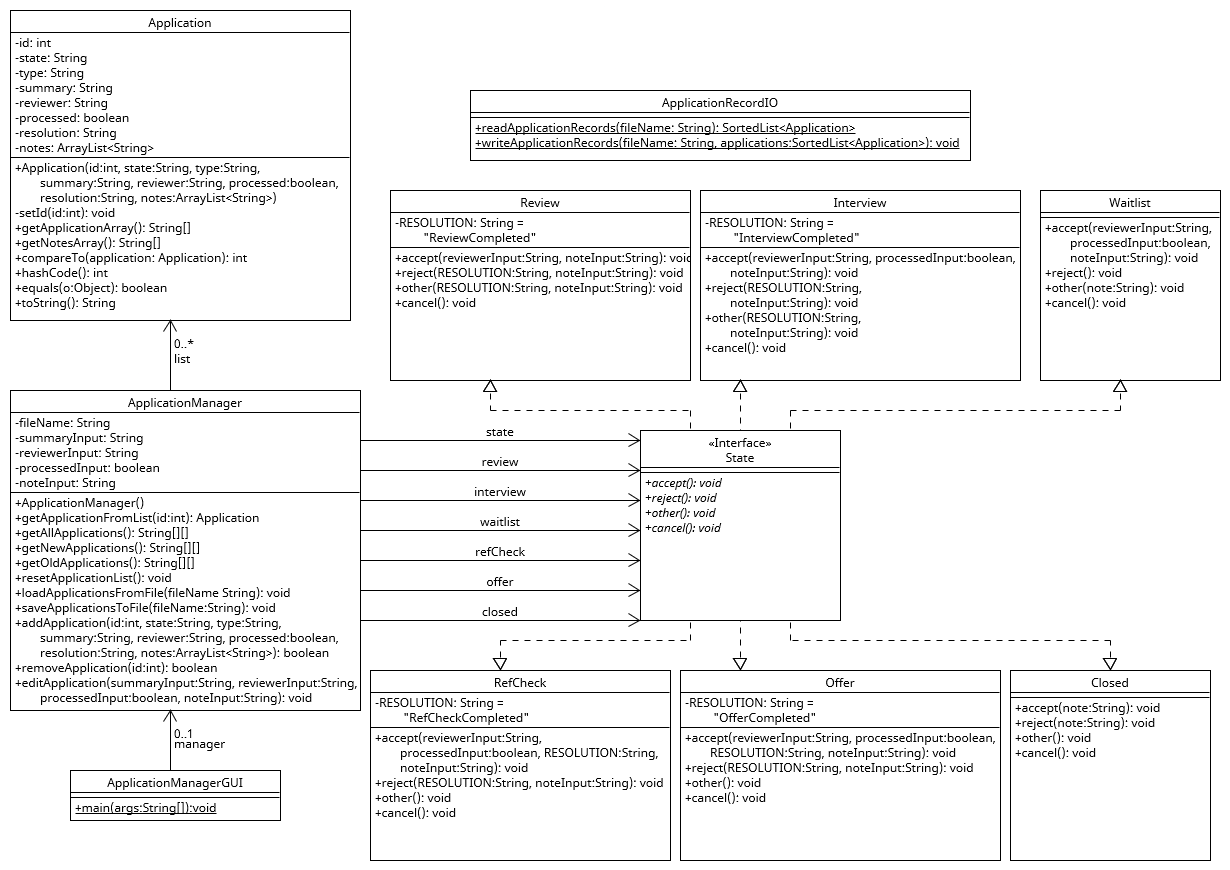 Application
-id: int
-state: String
-type: String
-summary: String
-reviewer: String
-processed: boolean
-resolution: String
-notes: ArrayList<String>
+Application(id:int, state:String, type:String,
summary:String, reviewer:String, processed:boolean,
resolution:String, notes:ArrayList<String>)
-setId(id:int): void
+getApplicationArray(): String[]
+getNotesArray(): String[]
+compareTo(application: Application): int
+hashCode(): int
+equals(o:Object): boolean
+toString(): String
0..*
list
ApplicationRecordIO
+readApplicationRecords(fileName: String): SortedList<Application>
+writeApplicationRecords(fileName: String, applications:SortedList<Application>): void
Review
-RESOLUTION: String =
"ReviewCompleted"
+accept(reviewerInput:String, noteInput:String): void
+reject(RESOLUTION:String, noteInput:String): void
+other(RESOLUTION:String, noteInput:String): void
+cancel(): void
Interview
-RESOLUTION: String =
"InterviewCompleted"
+accept(reviewerInput:String, processedInput:boolean,
noteInput:String): void
+reject(RESOLUTION:String,
noteInput:String): void
+other(RESOLUTION:String,
noteInput:String): void
+cancel(): void
Waitlist
+accept(reviewerInput:String,
processedInput:boolean,
noteInput:String): void
+reject(): void
+other(note:String): void
+cancel(): void
ApplicationManager
-fileName: String
-summaryInput: String
-reviewerInput: String
-processedInput: boolean
-noteInput: String
+ApplicationManager()
+getApplicationFromList(id:int): Application
+getAllApplications(): String[][]
+getNewApplications(): String[][]
+getOldApplications(): String[][]
+resetApplicationList(): void
+loadApplicationsFromFile(fileName String): void
+saveApplicationsToFile(fileName:String): void
+addApplication(id:int, state:String, type:String,
summary:String, reviewer:String, processed:boolean,
resolution:String, notes:ArrayList<String>): boolean
+removeApplication(id:int): boolean
+editApplication(summaryInput:String, reviewerInput:String,
processedInput:boolean, noteInput:String): void
state
review
interview
waitlist
refCheck
offer
closed
«Interface»
State
+accept(): void
+reject(): void
+other(): void
+cancel(): void
0..1
manager
ApplicationManagerGUI
+main(args:String[]):void
RefCheck
-RESOLUTION: String =
"RefCheckCompleted"
+accept(reviewerInput:String,
processedInput:boolean, RESOLUTION:String,
noteInput:String): void
+reject(RESOLUTION:String, noteInput:String): void
+other(): void
+cancel(): void
Offer
-RESOLUTION: String =
"OfferCompleted"
+accept(reviewerInput:String, processedInput:boolean,
RESOLUTION:String, noteInput:String): void
+reject(RESOLUTION:String, noteInput:String): void
+other(): void
+cancel(): void
Closed
+accept(note:String): void
+reject(note:String): void
+other(): void
+cancel(): void